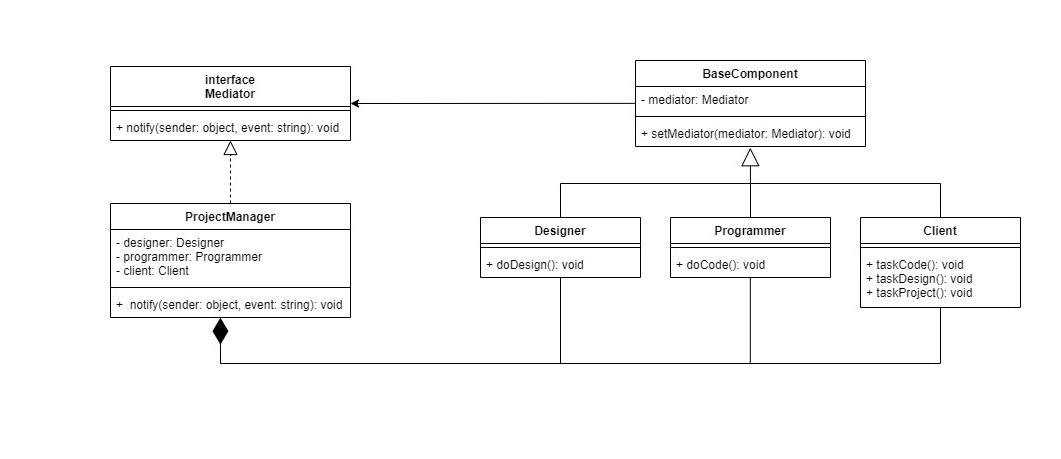 interface
Mediator
+ notify(sender: object, event: string): void
BaseComponent
- mediator: Mediator
+ setMediator(mediator: Mediator): void
ProjectManager
- designer: Designer
- programmer: Programmer
- client: Client
+ notify(sender: object, event: string): void
Designer
+ doDesign(): void
Programmer
+ doCode(): void
Client
+ taskCode(): void
+ taskDesign(): void
+ taskProject(): void